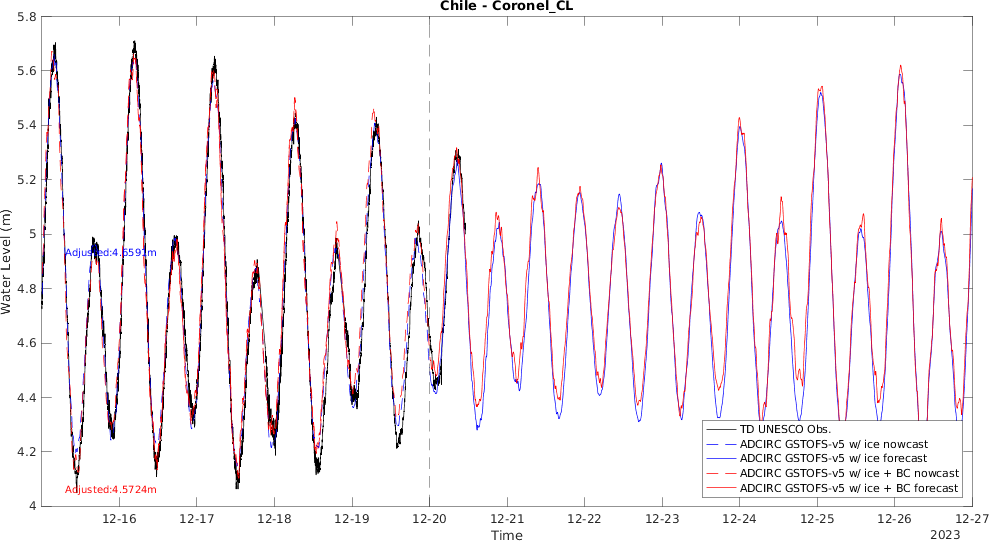 Chile - Coronel_CL
5.8
5.6
5.4
5.2
5
4.8
4.6
4.4
4.2
4
Water Level (m)
Adjusted:4.6591m
Adjusted:4.5724m
TD UNESCO Obs.
ADCIRC GSTOFS-v5 w/ ice nowcast
ADCIRC GSTOFS-v5 w/ ice forecast
ADCIRC GSTOFS-v5 w/ ice + BC nowcast
ADCIRC GSTOFS-v5 w/ ice + BC forecast
12-16 12-17 12-18 12-19 12-20 12-21 12-22 12-23 12-24 12-25 12-26 12-27
Time
2023